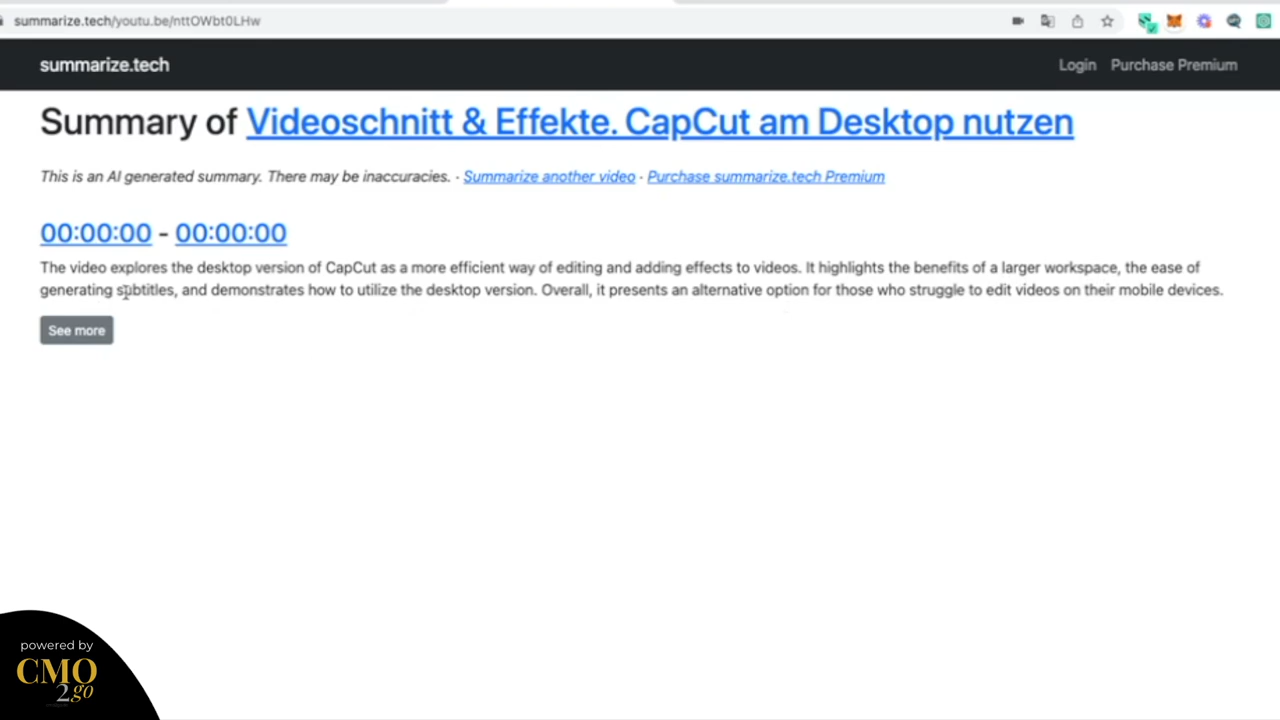 summarize.tech/youtu.be/nttOWbt0LHw
summarize.tech
Login Purchase Premium
Summary of Videoschnitt & Effekte. CapCut am Desktop nutzen
This is an AI generated summary. There may be inaccuracies. · Summarize another video · Purchase summarize.tech Premium
00:00:00 - 00:00:00
The video explores the desktop version of CapCut as a more efficient way of editing and adding effects to videos. It highlights the benefits of a larger workspace, the ease of
generating subtitles, and demonstrates how to utilize the desktop version. Overall, it presents an alternative option for those who struggle to edit videos on their mobile devices.
See more
powered by
CMO
2go